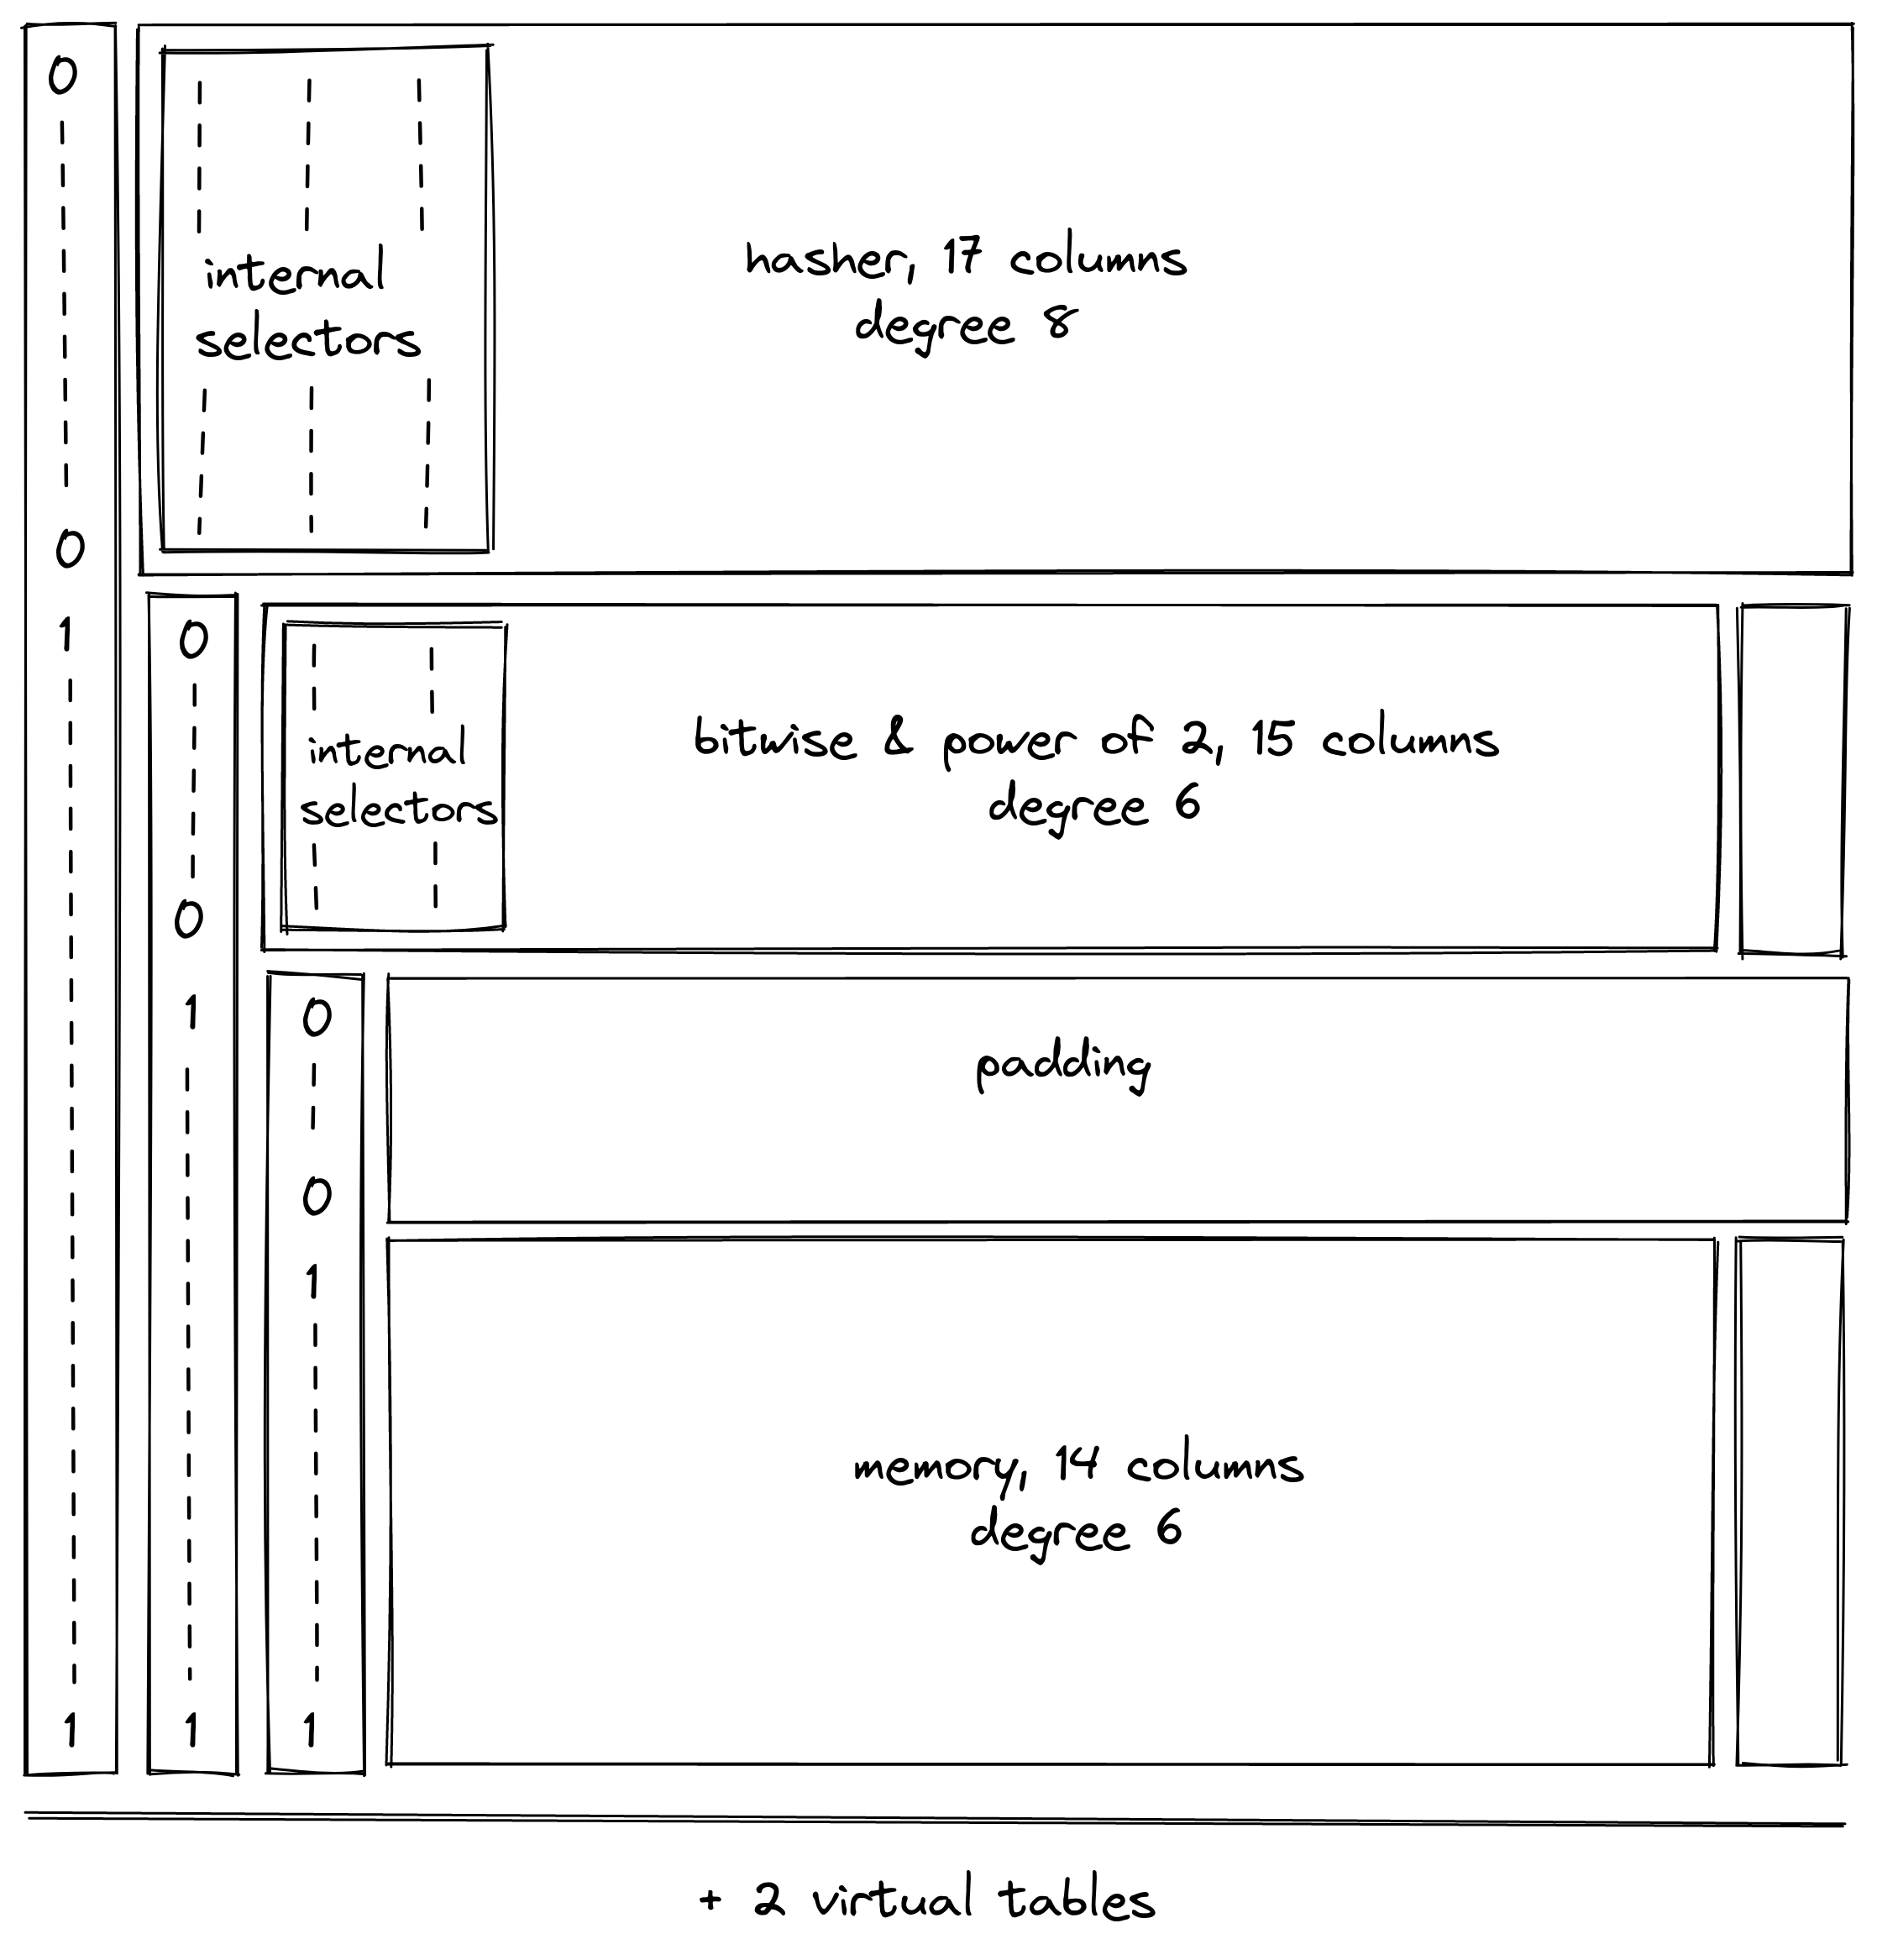 0
internal
selectors
hasher, 17 columns
degree 8
0
1
0
internal
selectors
bitwise & power of 2, 15 columns
degree 6
0
1
0
padding
0
1
memory, 14 columns
degree 6
1
1
1
+ 2 virtual tables